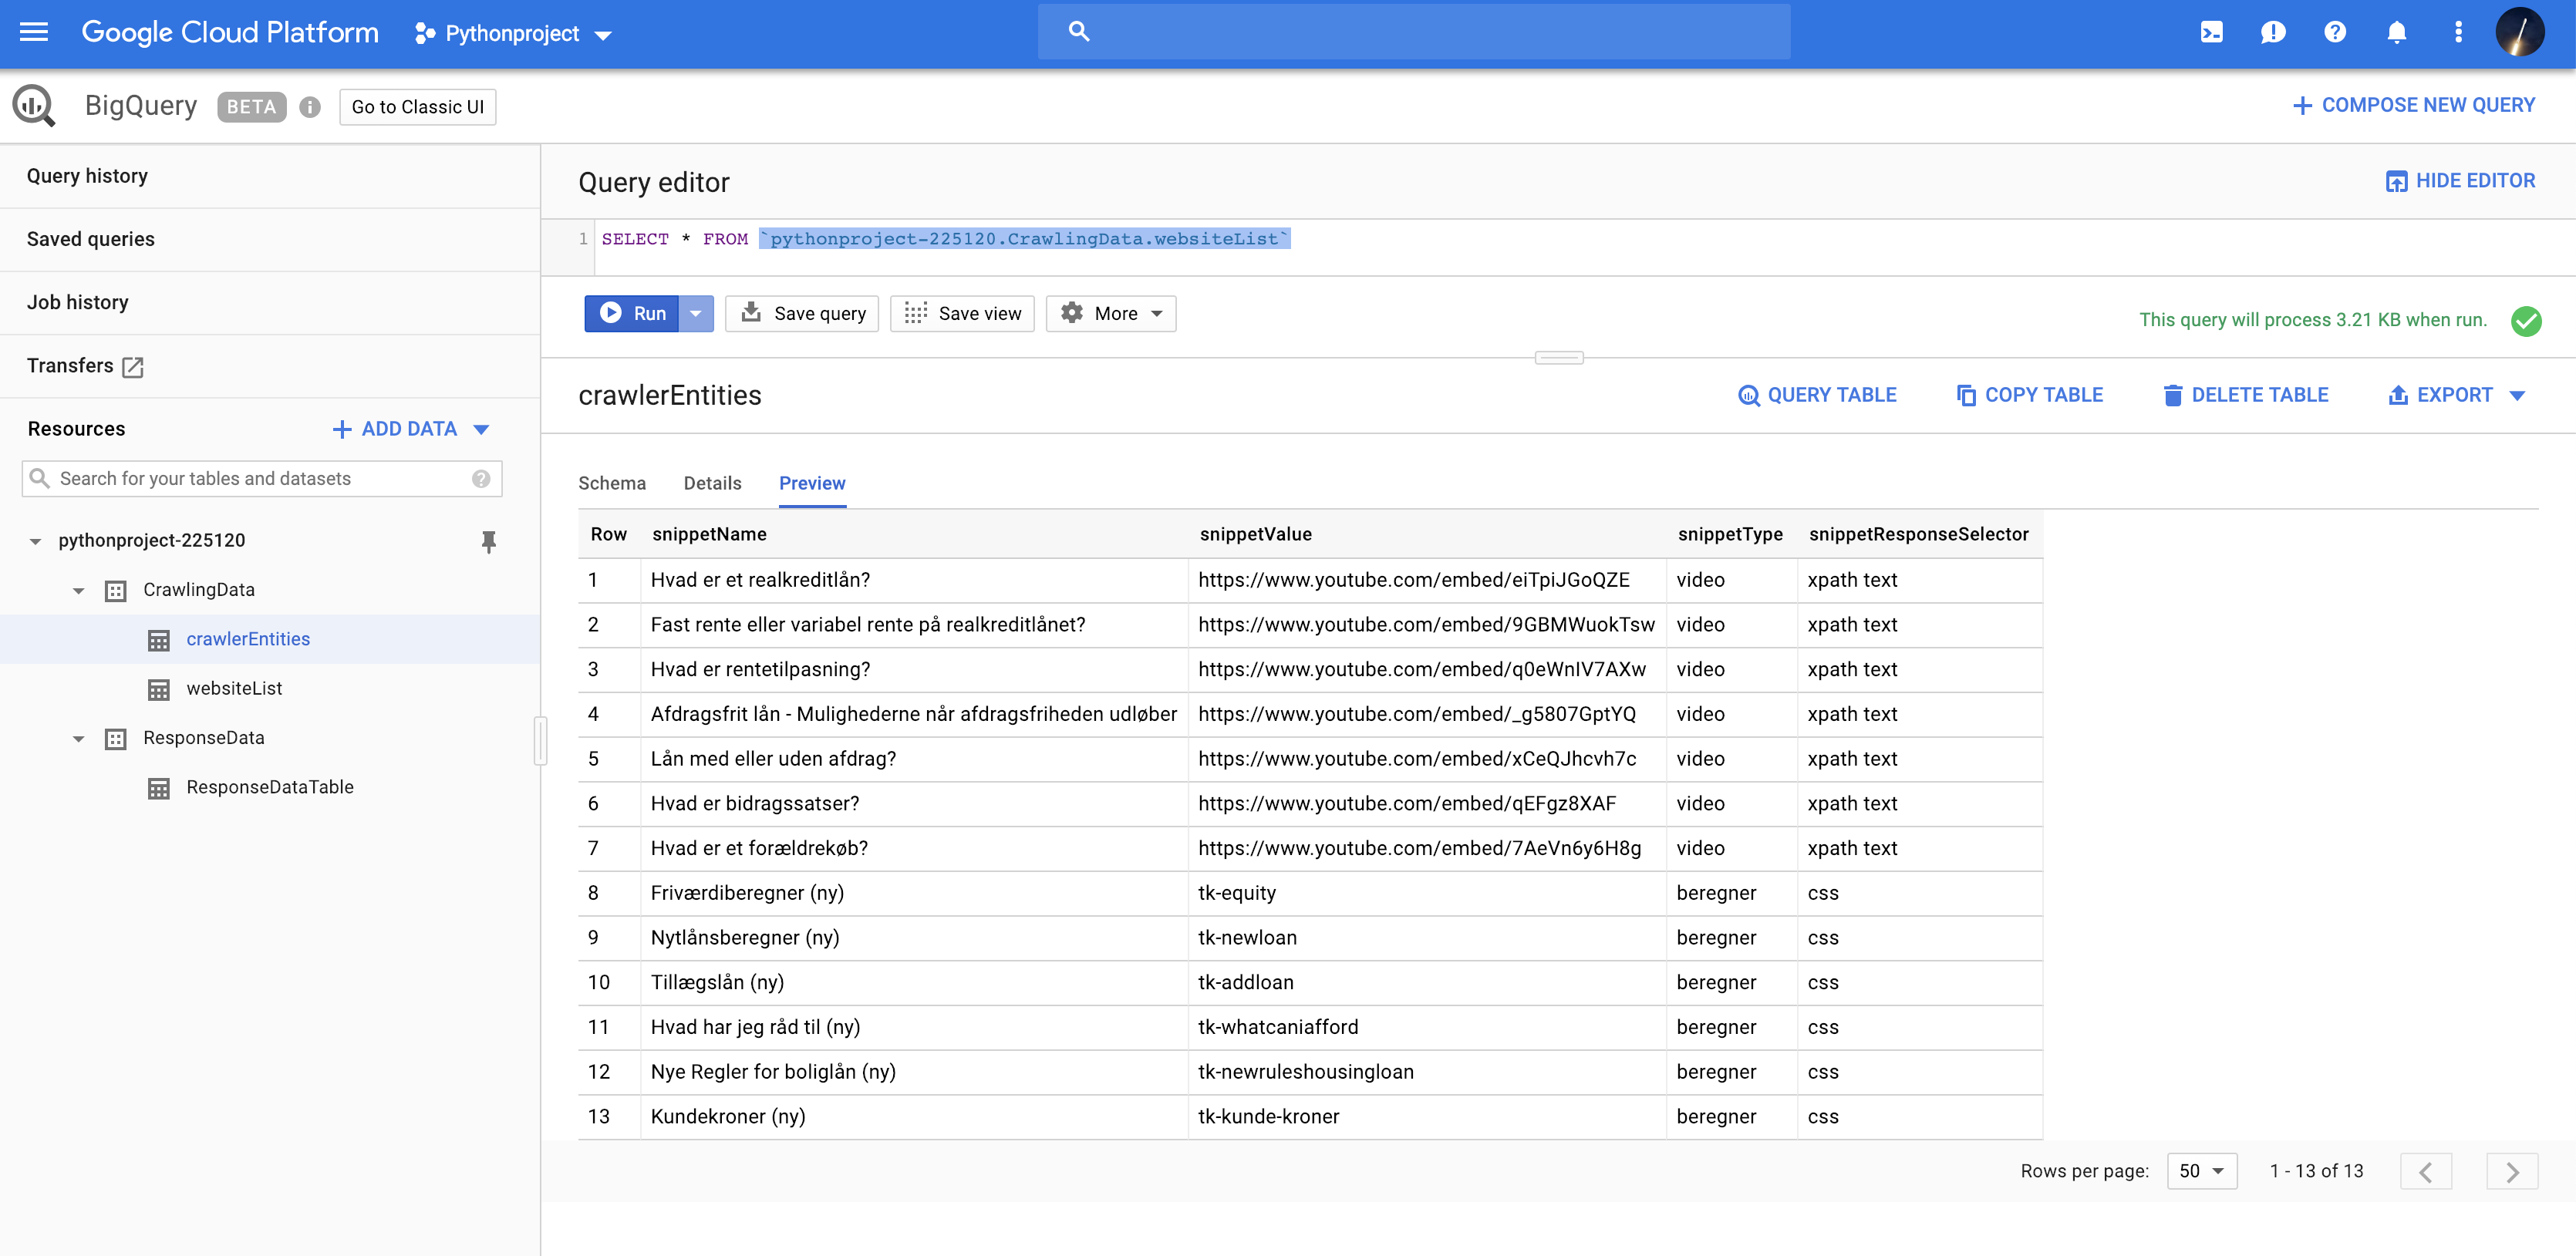 Google Cloud Platform Pythonproject
BigQuery BETA Go to Classic UI + COMPOSE NEW QUERY
Query history
Saved queries
Job history
Transfers
Resources + ADD DATA
Search for your tables and datasets
pythonproject-225120
CrawlingData
crawlerEntities
websiteList
ResponseData
ResponseDataTable
Query editor HIDE EDITOR
1 SELECT * FROM `pythonproject-225120.CrawlingData.websiteList`
Run Save query Save view More This query will process 3.21 KB when run.
crawlerEntities QUERY TABLE COPY TABLE DELETE TABLE EXPORT
Schema Details Preview
Row snippetName snippetValue snippetType snippetResponseSelector
1 Hvad er et realkreditlån? https://www.youtube.com/embed/eiTpiJGoQZE video xpath text
2 Fast rente eller variabel rente på realkreditlånet? https://www.youtube.com/embed/9GBMWuokTsw video xpath text
3 Hvad er rentetilpasning? https://www.youtube.com/embed/q0eWnIV7AXw video xpath text
4 Afdragsfrit lån - Mulighederne når afdragsfriheden udløber https://www.youtube.com/embed/_g5807GptYQ video xpath text
5 Lån med eller uden afdrag? https://www.youtube.com/embed/xCeQJhcvh7c video xpath text
6 Hvad er bidragssatser? https://www.youtube.com/embed/qEFgz8XAF video xpath text
7 Hvad er et forældrekøb? https://www.youtube.com/embed/7AeVn6y6H8g video xpath text
8 Friværdiberegner (ny) tk-equity beregner css
9 Nytlånsberegner (ny) tk-newloan beregner css
10 Tillægslån (ny) tk-addloan beregner css
11 Hvad har jeg råd til (ny) tk-whatcaniafford beregner css
12 Nye Regler for boliglån (ny) tk-newruleshousingloan beregner css
13 Kundekroner (ny) tk-kunde-kroner beregner css
Rows per page: 50 1 - 13 of 13